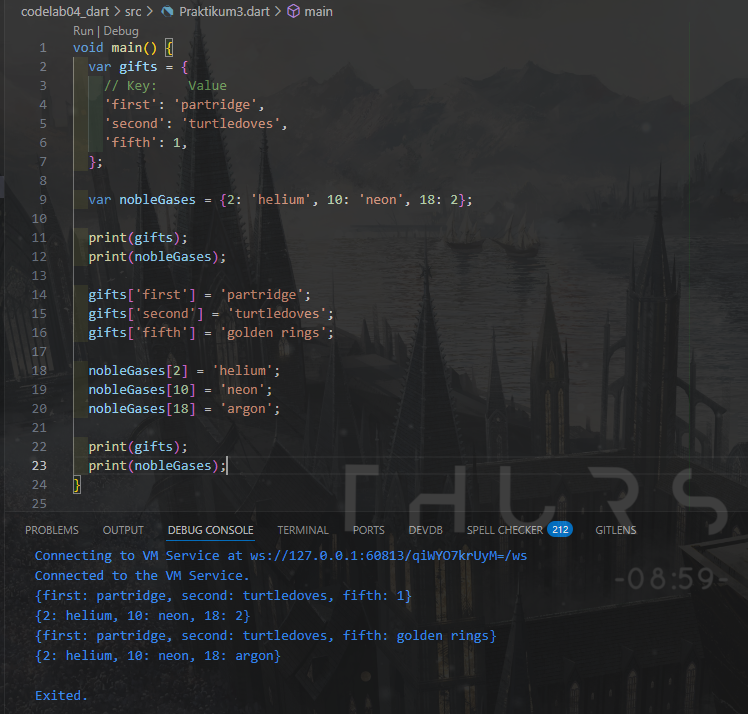 codelab04_dart > src > Praktikum3.dart > main
Run | Debug
1 void main() {
2 var gifts = {
3 // Key:    Value
4 'first': 'partridge',
5 'second': 'turtledoves',
6 'fifth': 1,
7 };
8
9 var nobleGases = {2: 'helium', 10: 'neon', 18: 2};
10
11 print(gifts);
12 print(nobleGases);
13
14 gifts['first'] = 'partridge';
15 gifts['second'] = 'turtledoves';
16 gifts['fifth'] = 'golden rings';
17
18 nobleGases[2] = 'helium';
19 nobleGases[10] = 'neon';
20 nobleGases[18] = 'argon';
21
22 print(gifts);
23 print(nobleGases);
24 }
25
THURS
-08:59-
PROBLEMS OUTPUT DEBUG CONSOLE TERMINAL PORTS DEVDB SPELL CHECKER 212 GITLENS
Connecting to VM Service at ws://127.0.0.1:60813/qiWYO7krUyM=/ws
Connected to the VM Service.
{first: partridge, second: turtledoves, fifth: 1}
{2: helium, 10: neon, 18: 2}
{first: partridge, second: turtledoves, fifth: golden rings}
{2: helium, 10: neon, 18: argon}
Exited.